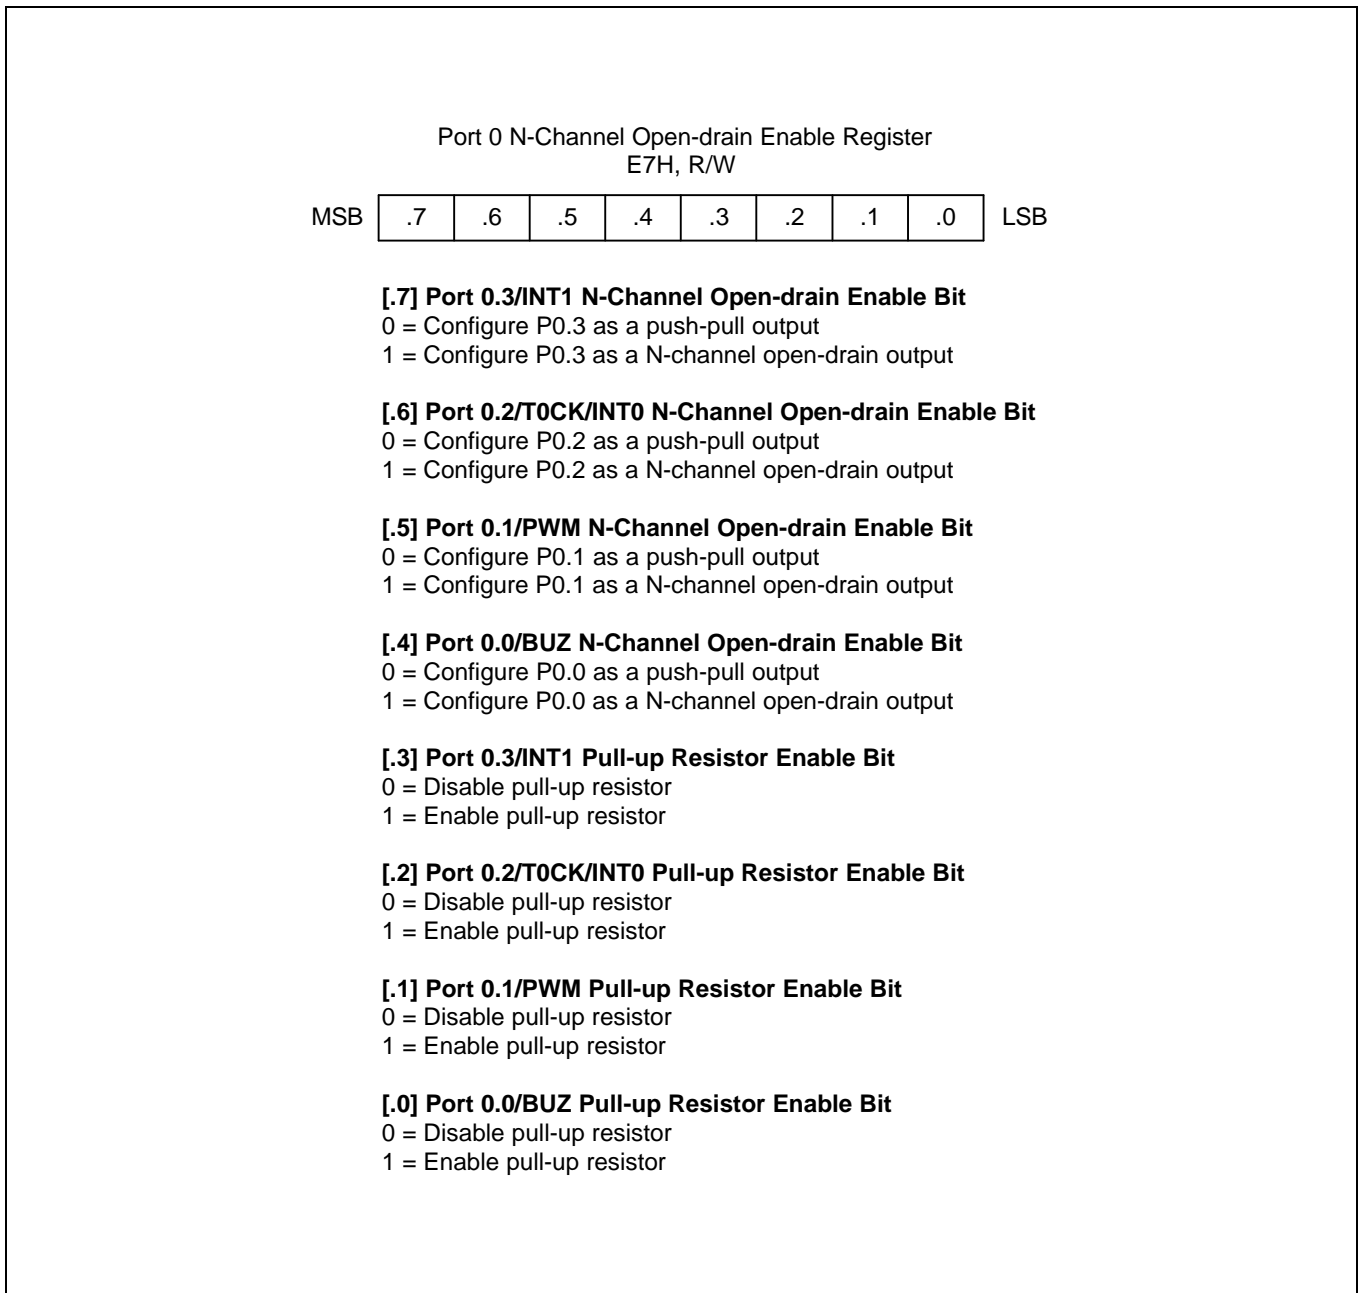 Port 0 N-Channel Open-drain Enable Register
E7H, R/W
MSB .7 .6 .5 .4 .3 .2 .1 .0 LSB
[.7] Port 0.3/INT1 N-Channel Open-drain Enable Bit
0 = Configure P0.3 as a push-pull output
1 = Configure P0.3 as a N-channel open-drain output
[.6] Port 0.2/T0CK/INT0 N-Channel Open-drain Enable Bit
0 = Configure P0.2 as a push-pull output
1 = Configure P0.2 as a N-channel open-drain output
[.5] Port 0.1/PWM N-Channel Open-drain Enable Bit
0 = Configure P0.1 as a push-pull output
1 = Configure P0.1 as a N-channel open-drain output
[.4] Port 0.0/BUZ N-Channel Open-drain Enable Bit
0 = Configure P0.0 as a push-pull output
1 = Configure P0.0 as a N-channel open-drain output
[.3] Port 0.3/INT1 Pull-up Resistor Enable Bit
0 = Disable pull-up resistor
1 = Enable pull-up resistor
[.2] Port 0.2/T0CK/INT0 Pull-up Resistor Enable Bit
0 = Disable pull-up resistor
1 = Enable pull-up resistor
[.1] Port 0.1/PWM Pull-up Resistor Enable Bit
0 = Disable pull-up resistor
1 = Enable pull-up resistor
[.0] Port 0.0/BUZ Pull-up Resistor Enable Bit
0 = Disable pull-up resistor
1 = Enable pull-up resistor